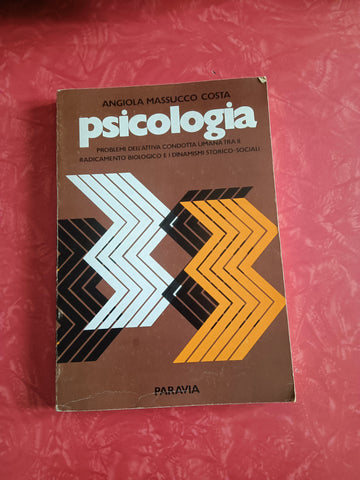 ANGIOLA MASSUCCO COSTA
psicologia
PROBLEMI DELL'ATTIVA CONDOTTA UMANA TRA IL
RADICAMENTO BIOLOGICO E I DINAMISMI STORICO-SOCIALI
PARAVIA